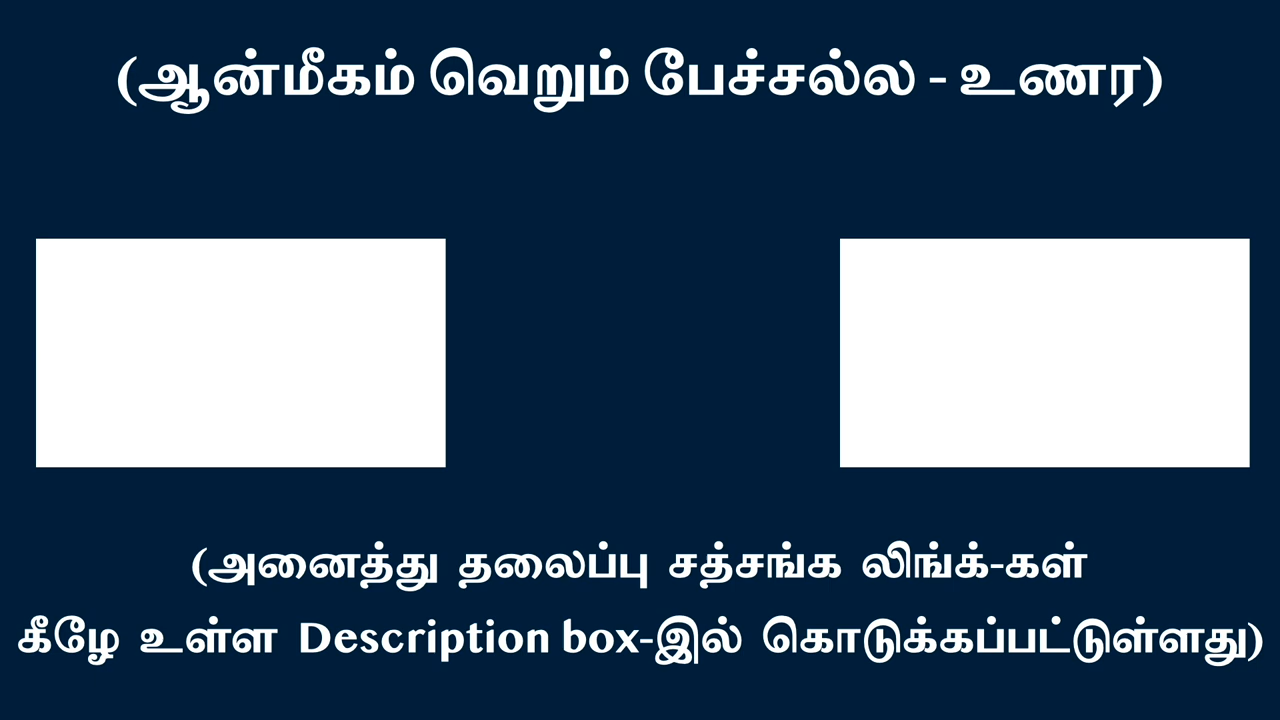 (ஆன்மீகம் வெறும் பேச்சல்ல - உணர)
(அனைத்து தலைப்பு சத்சங்க லிங்க்-கள்
கீழே உள்ள Description box-இல் கொடுக்கப்பட்டுள்ளது)